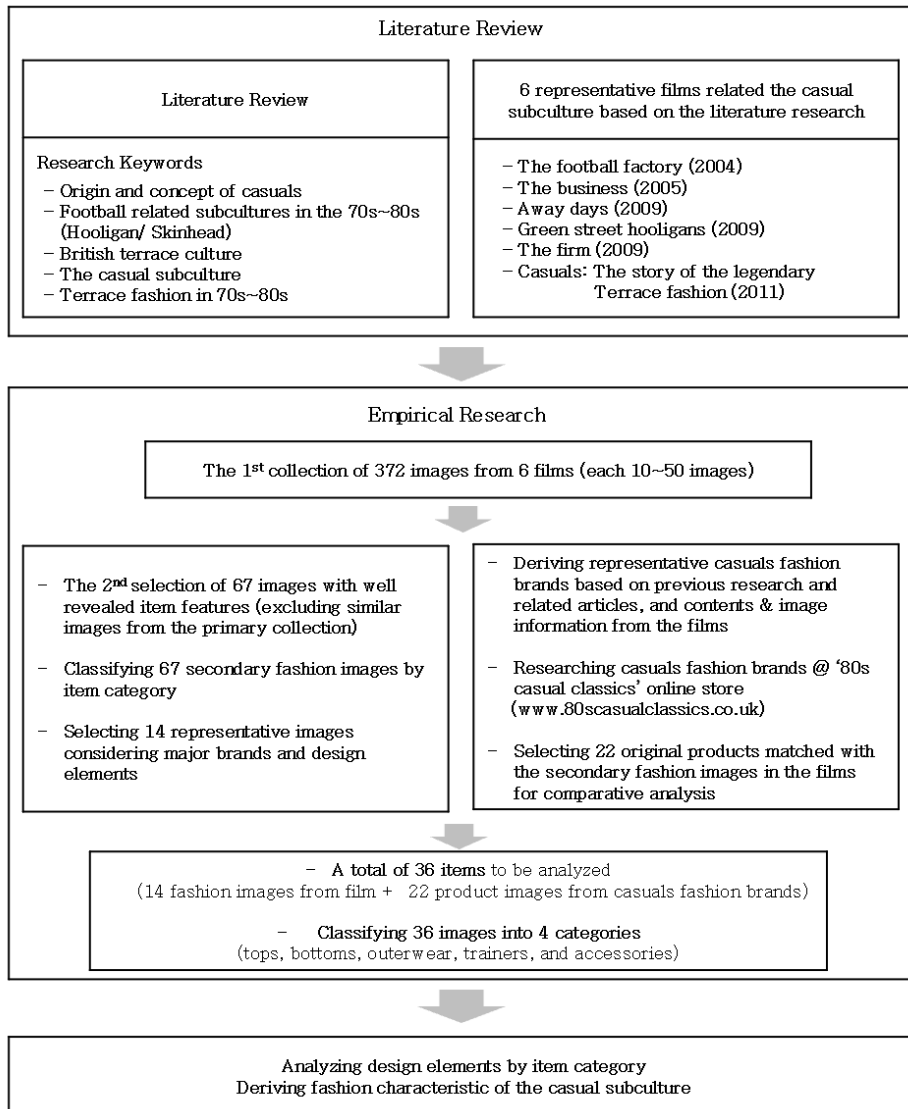 Literature Review
Literature Review
Research Keywords
- Origin and concept of casuals
- Football related subcultures in the 70s~80s
(Hooligan/ Skinhead)
- British terrace culture
- The casual subculture
- Terrace fashion in 70s~80s
6 representative films related the casual
subculture based on the literature research
- The football factory (2004)
- The business (2005)
- Away days (2009)
- Green street hooligans (2009)
- The firm (2009)
- Casuals: The story of the legendary
Terrace fashion (2011)
Empirical Research
The 1st collection of 372 images from 6 films (each 10~50 images)
- The 2nd selection of 67 images with well
revealed item features (excluding similar
images from the primary collection)
- Classifying 67 secondary fashion images by
item category
- Selecting 14 representative images
considering major brands and design
elements
- Deriving representative casuals fashion
brands based on previous research and
related articles, and contents & image
information from the films
- Researching casuals fashion brands @ '80s
casual classics' online store
(www.80scasualclassics.co.uk)
- Selecting 22 original products matched with
the secondary fashion images in the films
for comparative analysis
- A total of 36 items to be analyzed
(14 fashion images from film + 22 product images from casuals fashion brands)
- Classifying 36 images into 4 categories
(tops, bottoms, outerwear, trainers, and accessories)
Analyzing design elements by item category
Deriving fashion characteristic of the casual subculture